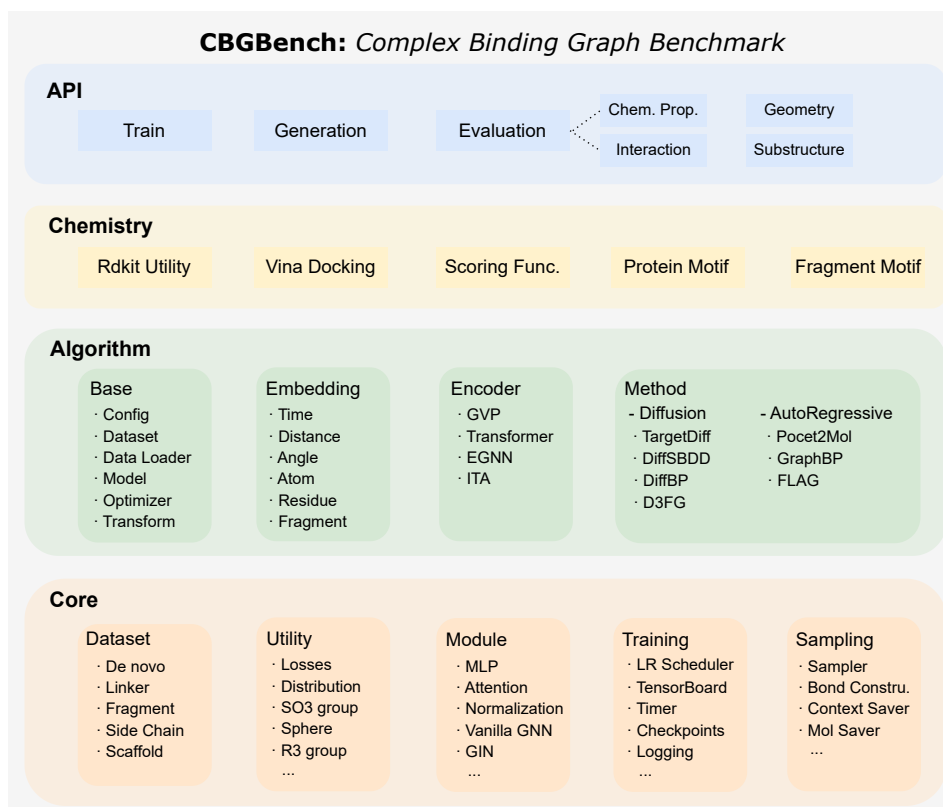 CBGBench: Complex Binding Graph Benchmark
API
Train
Generation
Evaluation
Chem. Prop.
Geometry
Interaction
Substructure
Chemistry
Rdkit Utility
Vina Docking
Scoring Func.
Protein Motif
Fragment Motif
Algorithm
Base
· Config
· Dataset
· Data Loader
· Model
· Optimizer
· Transform
Embedding
· Time
· Distance
· Angle
· Atom
· Residue
· Fragment
Encoder
· GVP
· Transformer
· EGNN
· ITA
Method
- Diffusion
· TargetDiff
· DiffSBDD
· DiffBP
· D3FG
- AutoRegressive
· Pocet2Mol
· GraphBP
· FLAG
Core
Dataset
· De novo
· Linker
· Fragment
· Side Chain
· Scaffold
Utility
· Losses
· Distribution
· SO3 group
· Sphere
· R3 group
...
Module
· MLP
· Attention
· Normalization
· Vanilla GNN
· GIN
...
Training
· LR Scheduler
· TensorBoard
· Timer
· Checkpoints
· Logging
...
Sampling
· Sampler
· Bond Constru.
· Context Saver
· Mol Saver
...